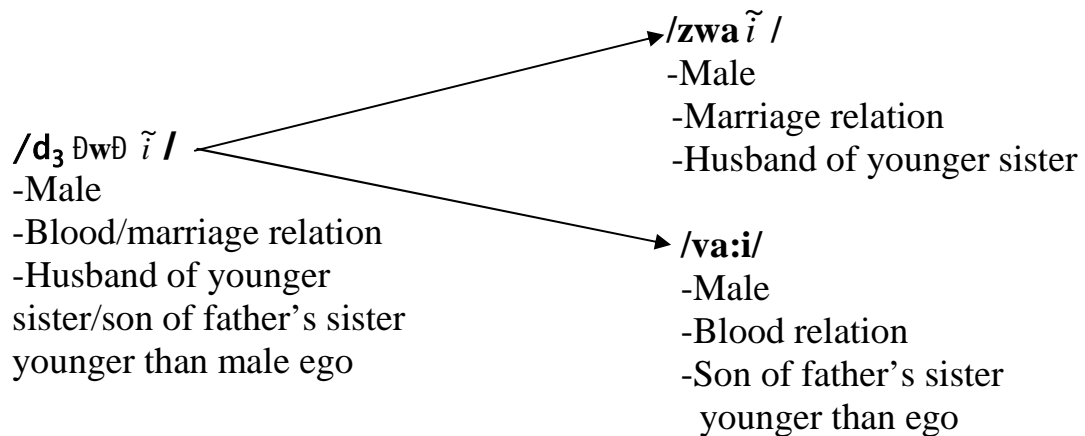 /zwa ĩ /
-Male
-Marriage relation
-Husband of younger sister
/d₃ ÐwÐ ĩ /
-Male
-Blood/marriage relation
-Husband of younger
sister/son of father’s sister
younger than male ego
/va:i/
-Male
-Blood relation
-Son of father’s sister
younger than ego